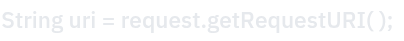 String uri = request.getRequestURI( );